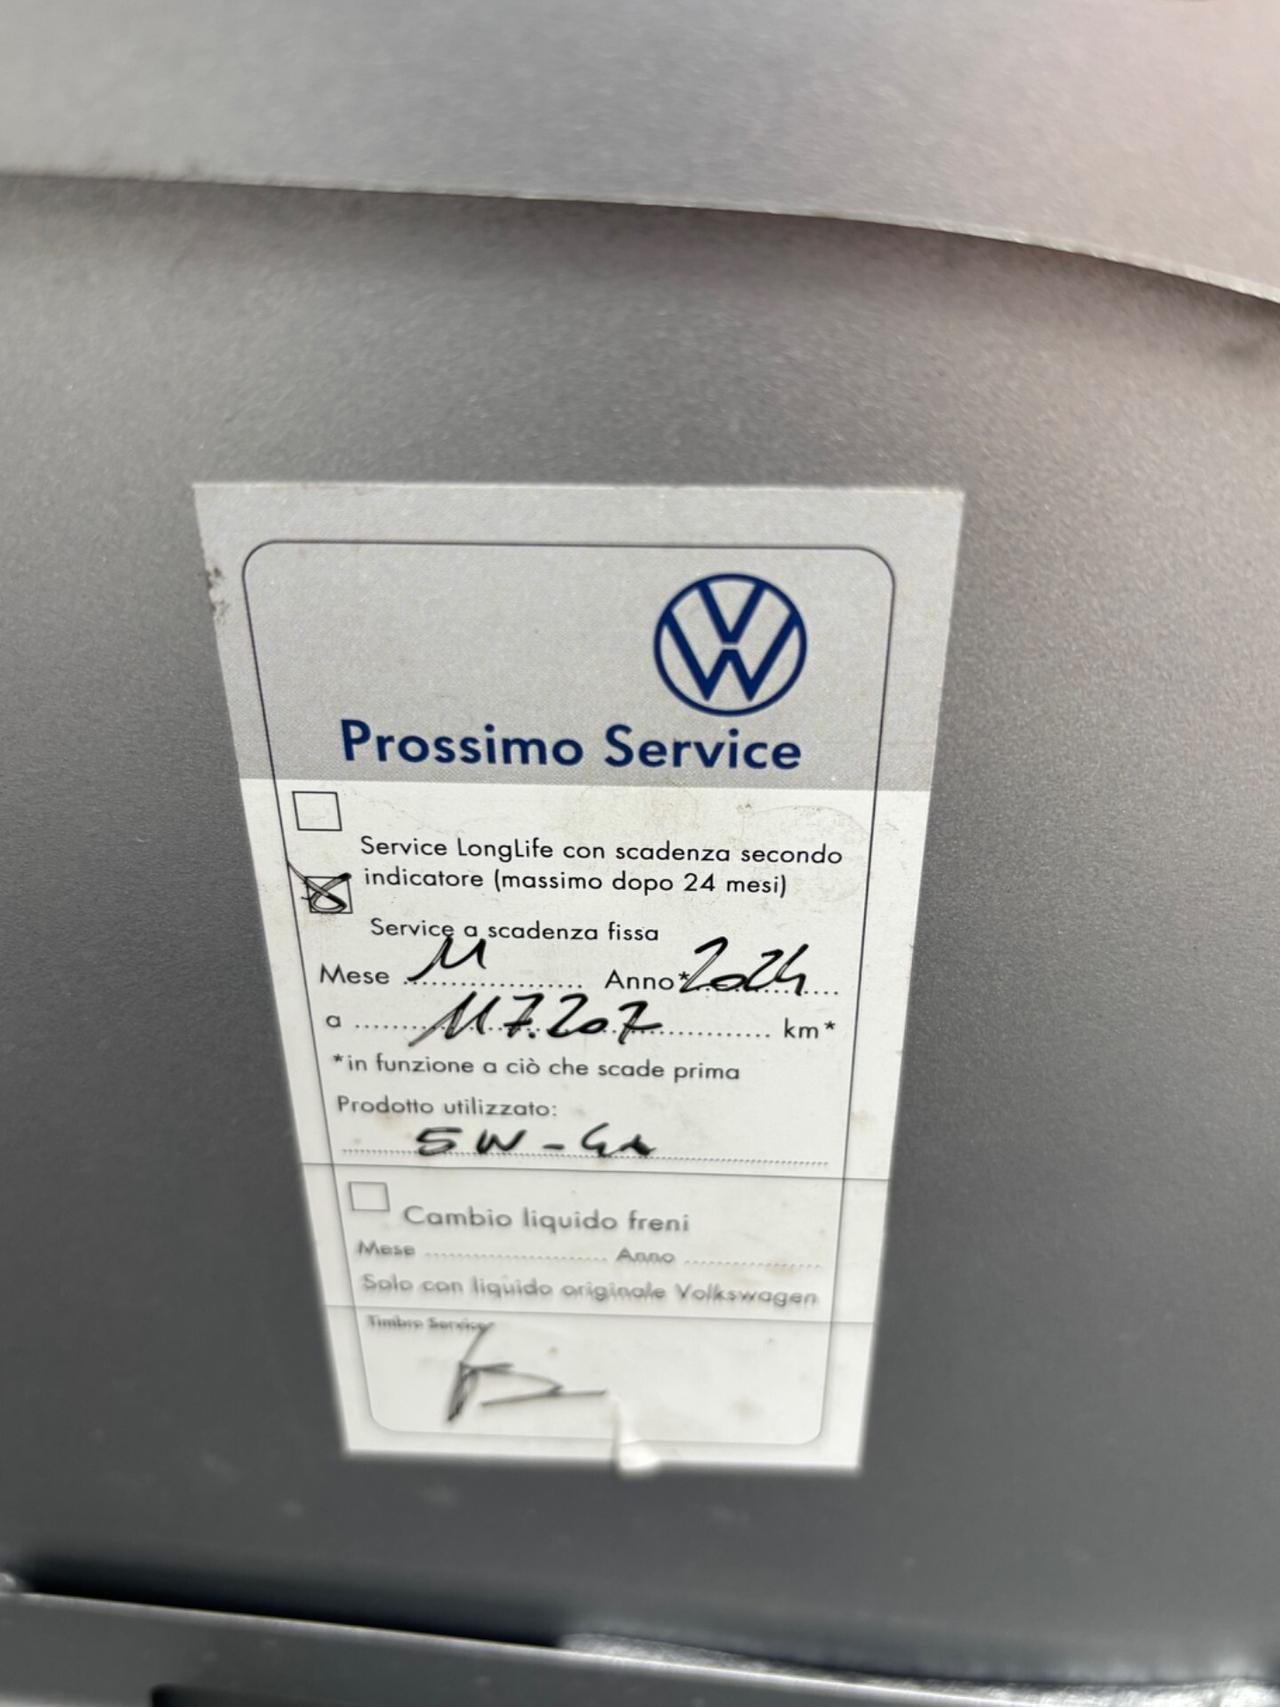 Prossimo Service
Service LongLife con scadenza secondo
indicatore (massimo dopo 24 mesi)
Service a scadenza fissa
Mese 11 Anno* 2024
a 117.207 km*
*in funzione a ciò che scade prima
Prodotto utilizzato:
5W-
Cambio liquido freni
Mese Anno
Solo con liquido originale Volkswagen
Timbro Service